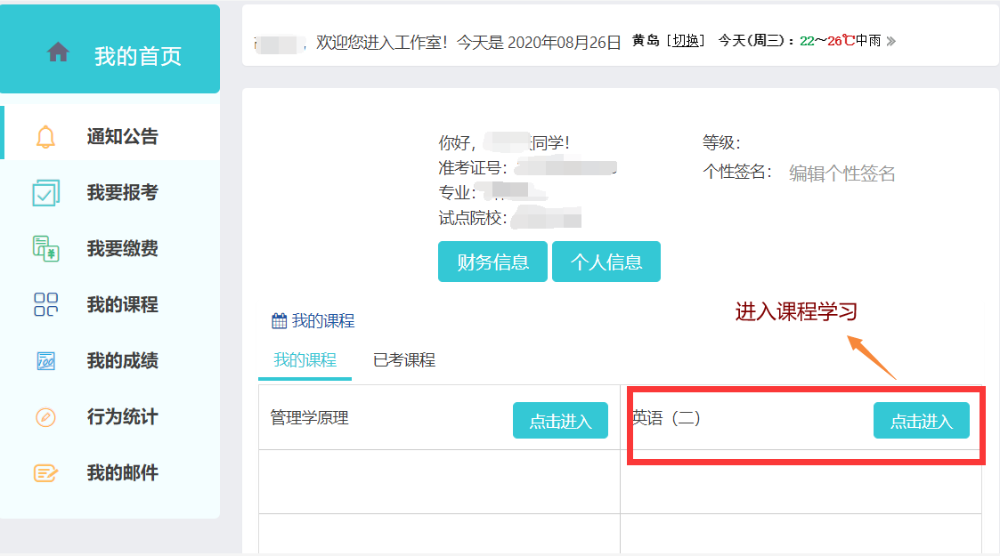 我的首页
通知公告
我要报考
我要缴费
我的课程
我的成绩
行为统计
我的邮件
，欢迎您进入工作室！今天是 2020年08月26日 黄岛 [切换] 今天(周三)：22～26℃中雨
你好，同学！
准考证号：
专业：
试点院校：
等级：
个性签名： 编辑个性签名
财务信息 个人信息
进入课程学习
我的课程
我的课程 已考课程
管理学原理 点击进入 英语（二） 点击进入